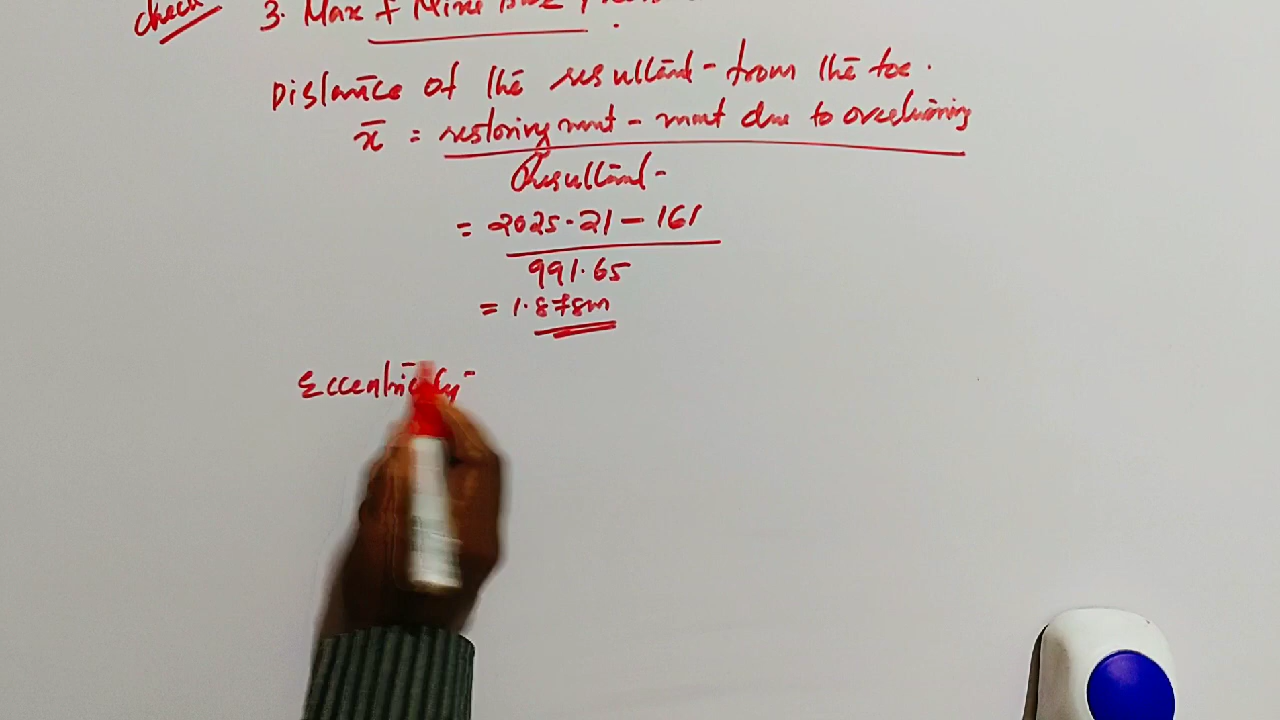 check
3. Max & Mini
Distance of the resultant - from the toe.
x̄ = restoring mmt - mmt due to overturning
Resultant -
= 2025.21 - 161
991.65
= 1.878m
Eccentricity -